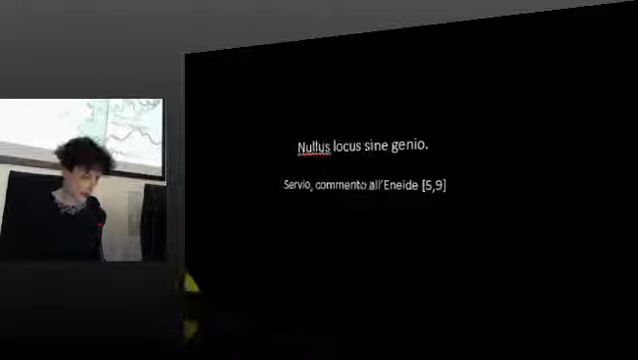 Nullus locus sine genio.
Servio, commento all'Eneide [5,9]